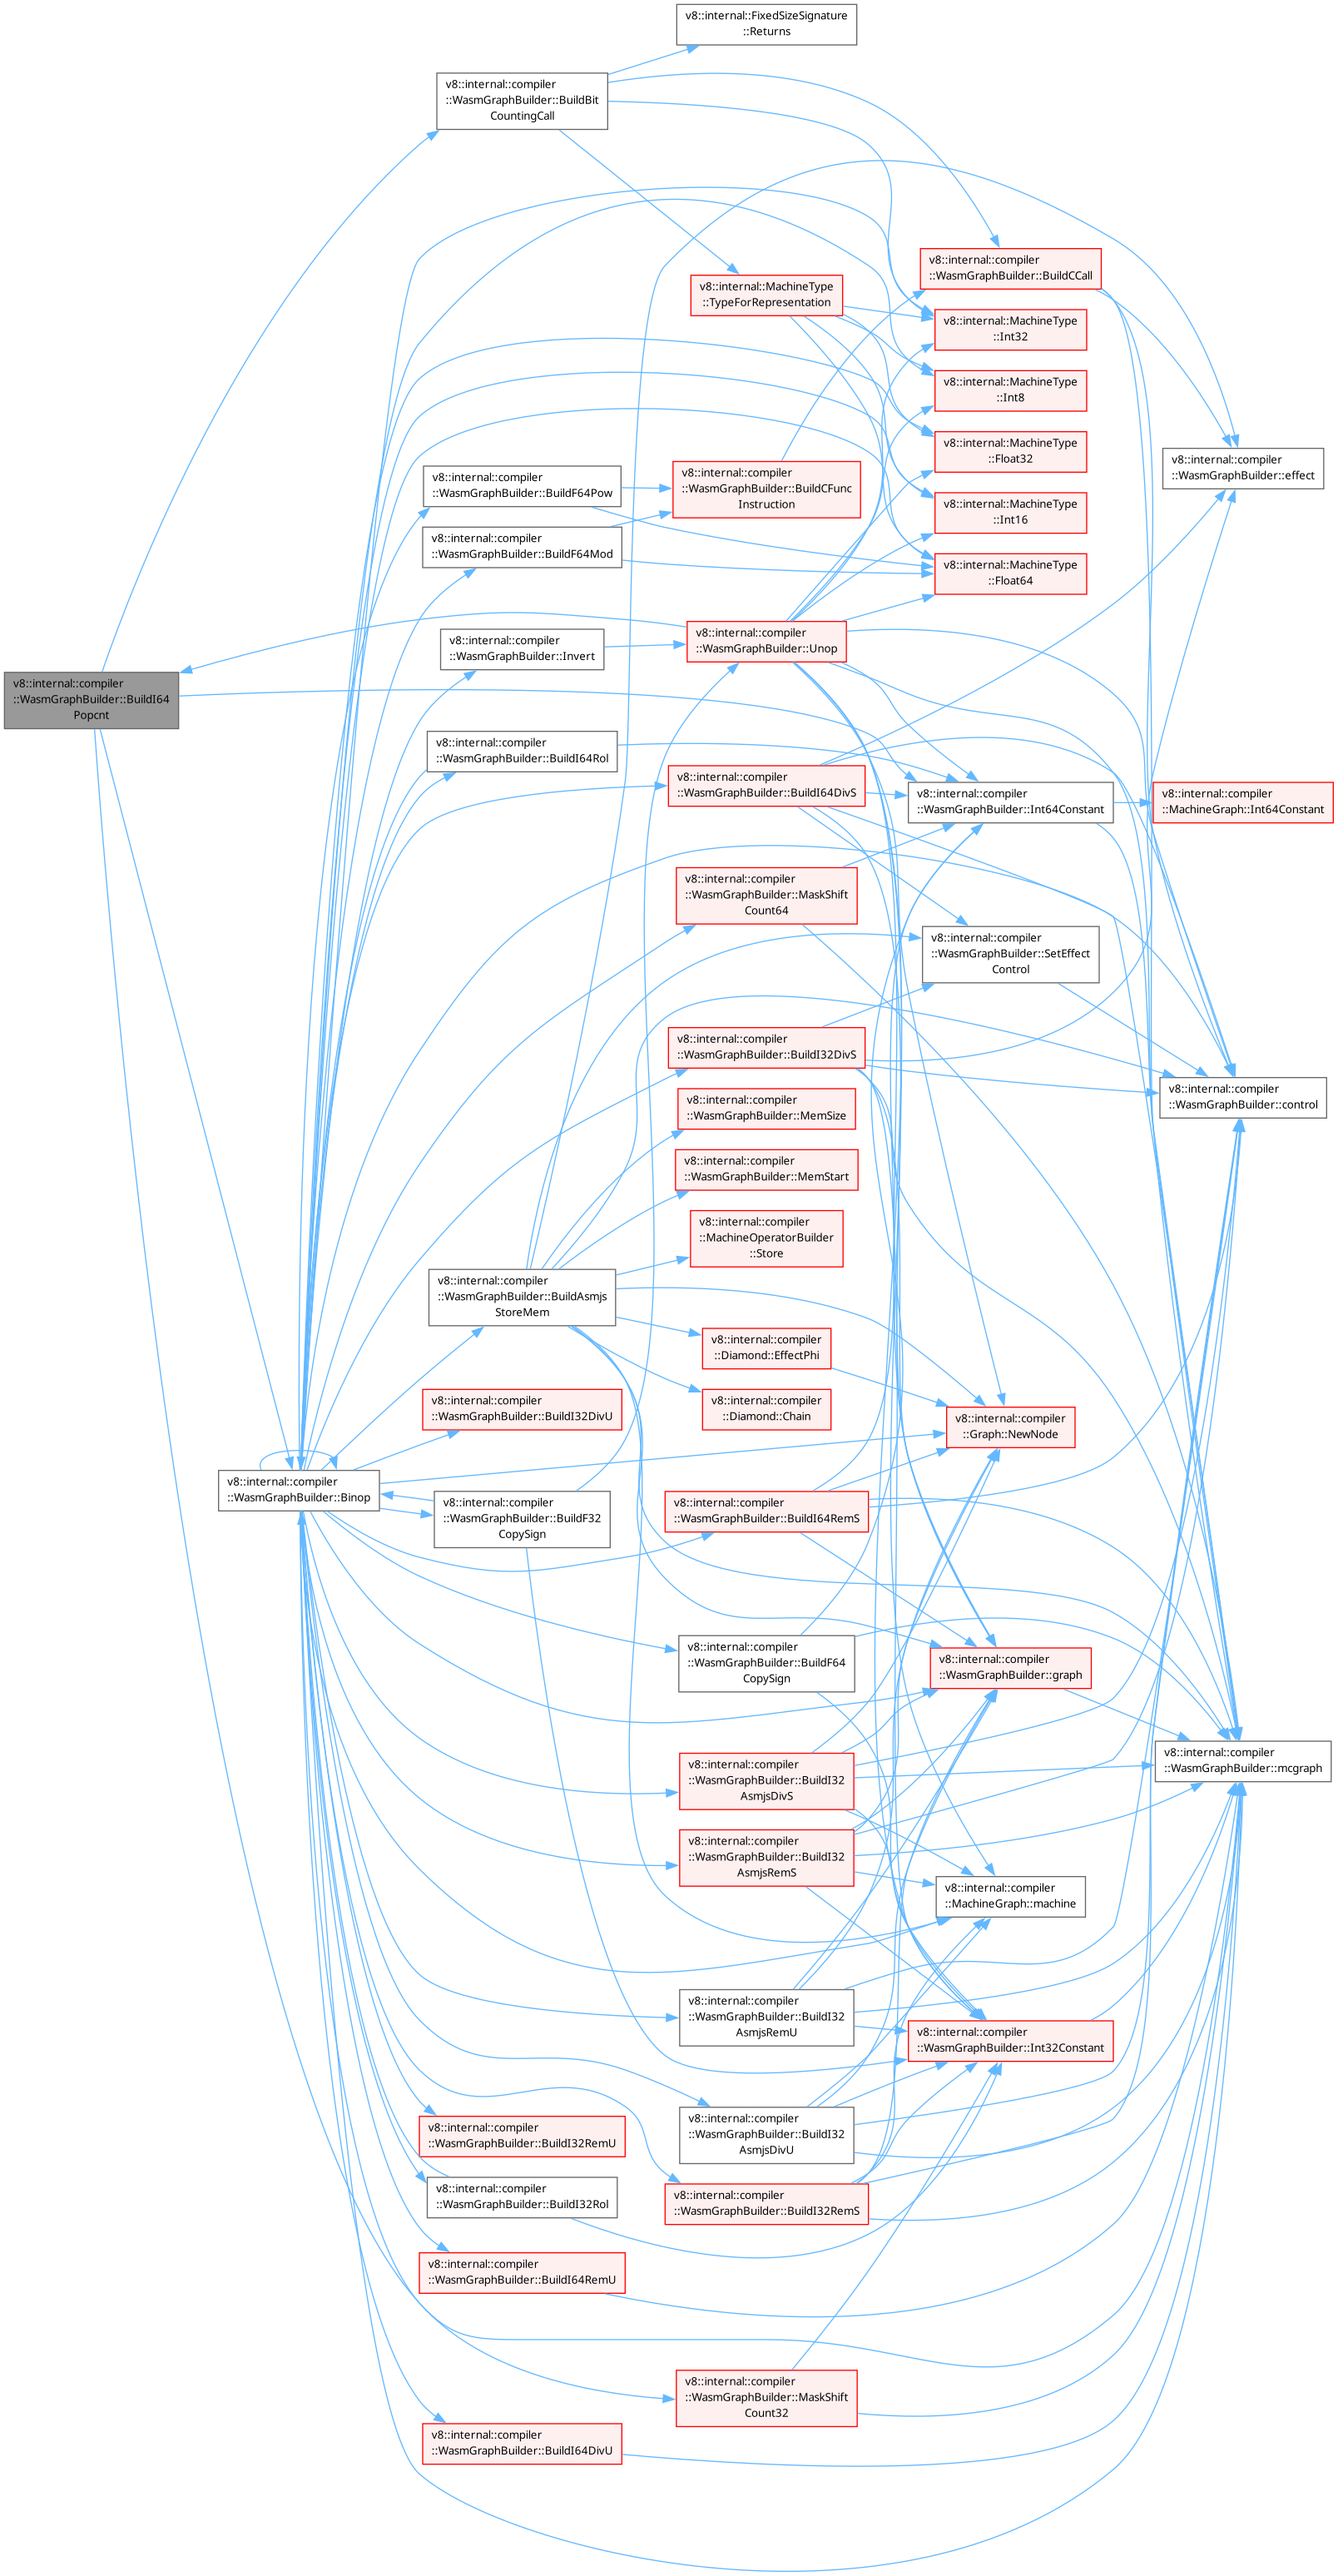 v8::internal::FixedSizeSignature
::Returns
v8::internal::compiler
::WasmGraphBuilder::BuildBit
CountingCall
v8::internal::compiler
::WasmGraphBuilder::BuildCCall
v8::internal::MachineType
::TypeForRepresentation
v8::internal::MachineType
::Int32
v8::internal::MachineType
::Int8
v8::internal::MachineType
::Float32
v8::internal::compiler
::WasmGraphBuilder::effect
v8::internal::compiler
::WasmGraphBuilder::BuildF64Pow
v8::internal::compiler
::WasmGraphBuilder::BuildCFunc
Instruction
v8::internal::MachineType
::Int16
v8::internal::compiler
::WasmGraphBuilder::BuildF64Mod
v8::internal::MachineType
::Float64
v8::internal::compiler
::WasmGraphBuilder::Invert
v8::internal::compiler
::WasmGraphBuilder::Unop
v8::internal::compiler
::WasmGraphBuilder::BuildI64
Popcnt
v8::internal::compiler
::WasmGraphBuilder::BuildI64Rol
v8::internal::compiler
::WasmGraphBuilder::BuildI64DivS
v8::internal::compiler
::WasmGraphBuilder::Int64Constant
v8::internal::compiler
::MachineGraph::Int64Constant
v8::internal::compiler
::WasmGraphBuilder::MaskShift
Count64
v8::internal::compiler
::WasmGraphBuilder::SetEffect
Control
v8::internal::compiler
::WasmGraphBuilder::BuildI32DivS
v8::internal::compiler
::WasmGraphBuilder::control
v8::internal::compiler
::WasmGraphBuilder::MemSize
v8::internal::compiler
::WasmGraphBuilder::MemStart
v8::internal::compiler
::MachineOperatorBuilder
::Store
v8::internal::compiler
::WasmGraphBuilder::BuildAsmjs
StoreMem
v8::internal::compiler
::Diamond::EffectPhi
v8::internal::compiler
::Diamond::Chain
v8::internal::compiler
::WasmGraphBuilder::BuildI32DivU
v8::internal::compiler
::Graph::NewNode
v8::internal::compiler
::WasmGraphBuilder::Binop
v8::internal::compiler
::WasmGraphBuilder::BuildF32
CopySign
v8::internal::compiler
::WasmGraphBuilder::BuildI64RemS
v8::internal::compiler
::WasmGraphBuilder::BuildF64
CopySign
v8::internal::compiler
::WasmGraphBuilder::graph
v8::internal::compiler
::WasmGraphBuilder::BuildI32
AsmjsDivS
v8::internal::compiler
::WasmGraphBuilder::mcgraph
v8::internal::compiler
::WasmGraphBuilder::BuildI32
AsmjsRemS
v8::internal::compiler
::MachineGraph::machine
v8::internal::compiler
::WasmGraphBuilder::BuildI32
AsmjsRemU
v8::internal::compiler
::WasmGraphBuilder::Int32Constant
v8::internal::compiler
::WasmGraphBuilder::BuildI32
AsmjsDivU
v8::internal::compiler
::WasmGraphBuilder::BuildI32RemU
v8::internal::compiler
::WasmGraphBuilder::BuildI32Rol
v8::internal::compiler
::WasmGraphBuilder::BuildI32RemS
v8::internal::compiler
::WasmGraphBuilder::BuildI64RemU
v8::internal::compiler
::WasmGraphBuilder::MaskShift
Count32
v8::internal::compiler
::WasmGraphBuilder::BuildI64DivU